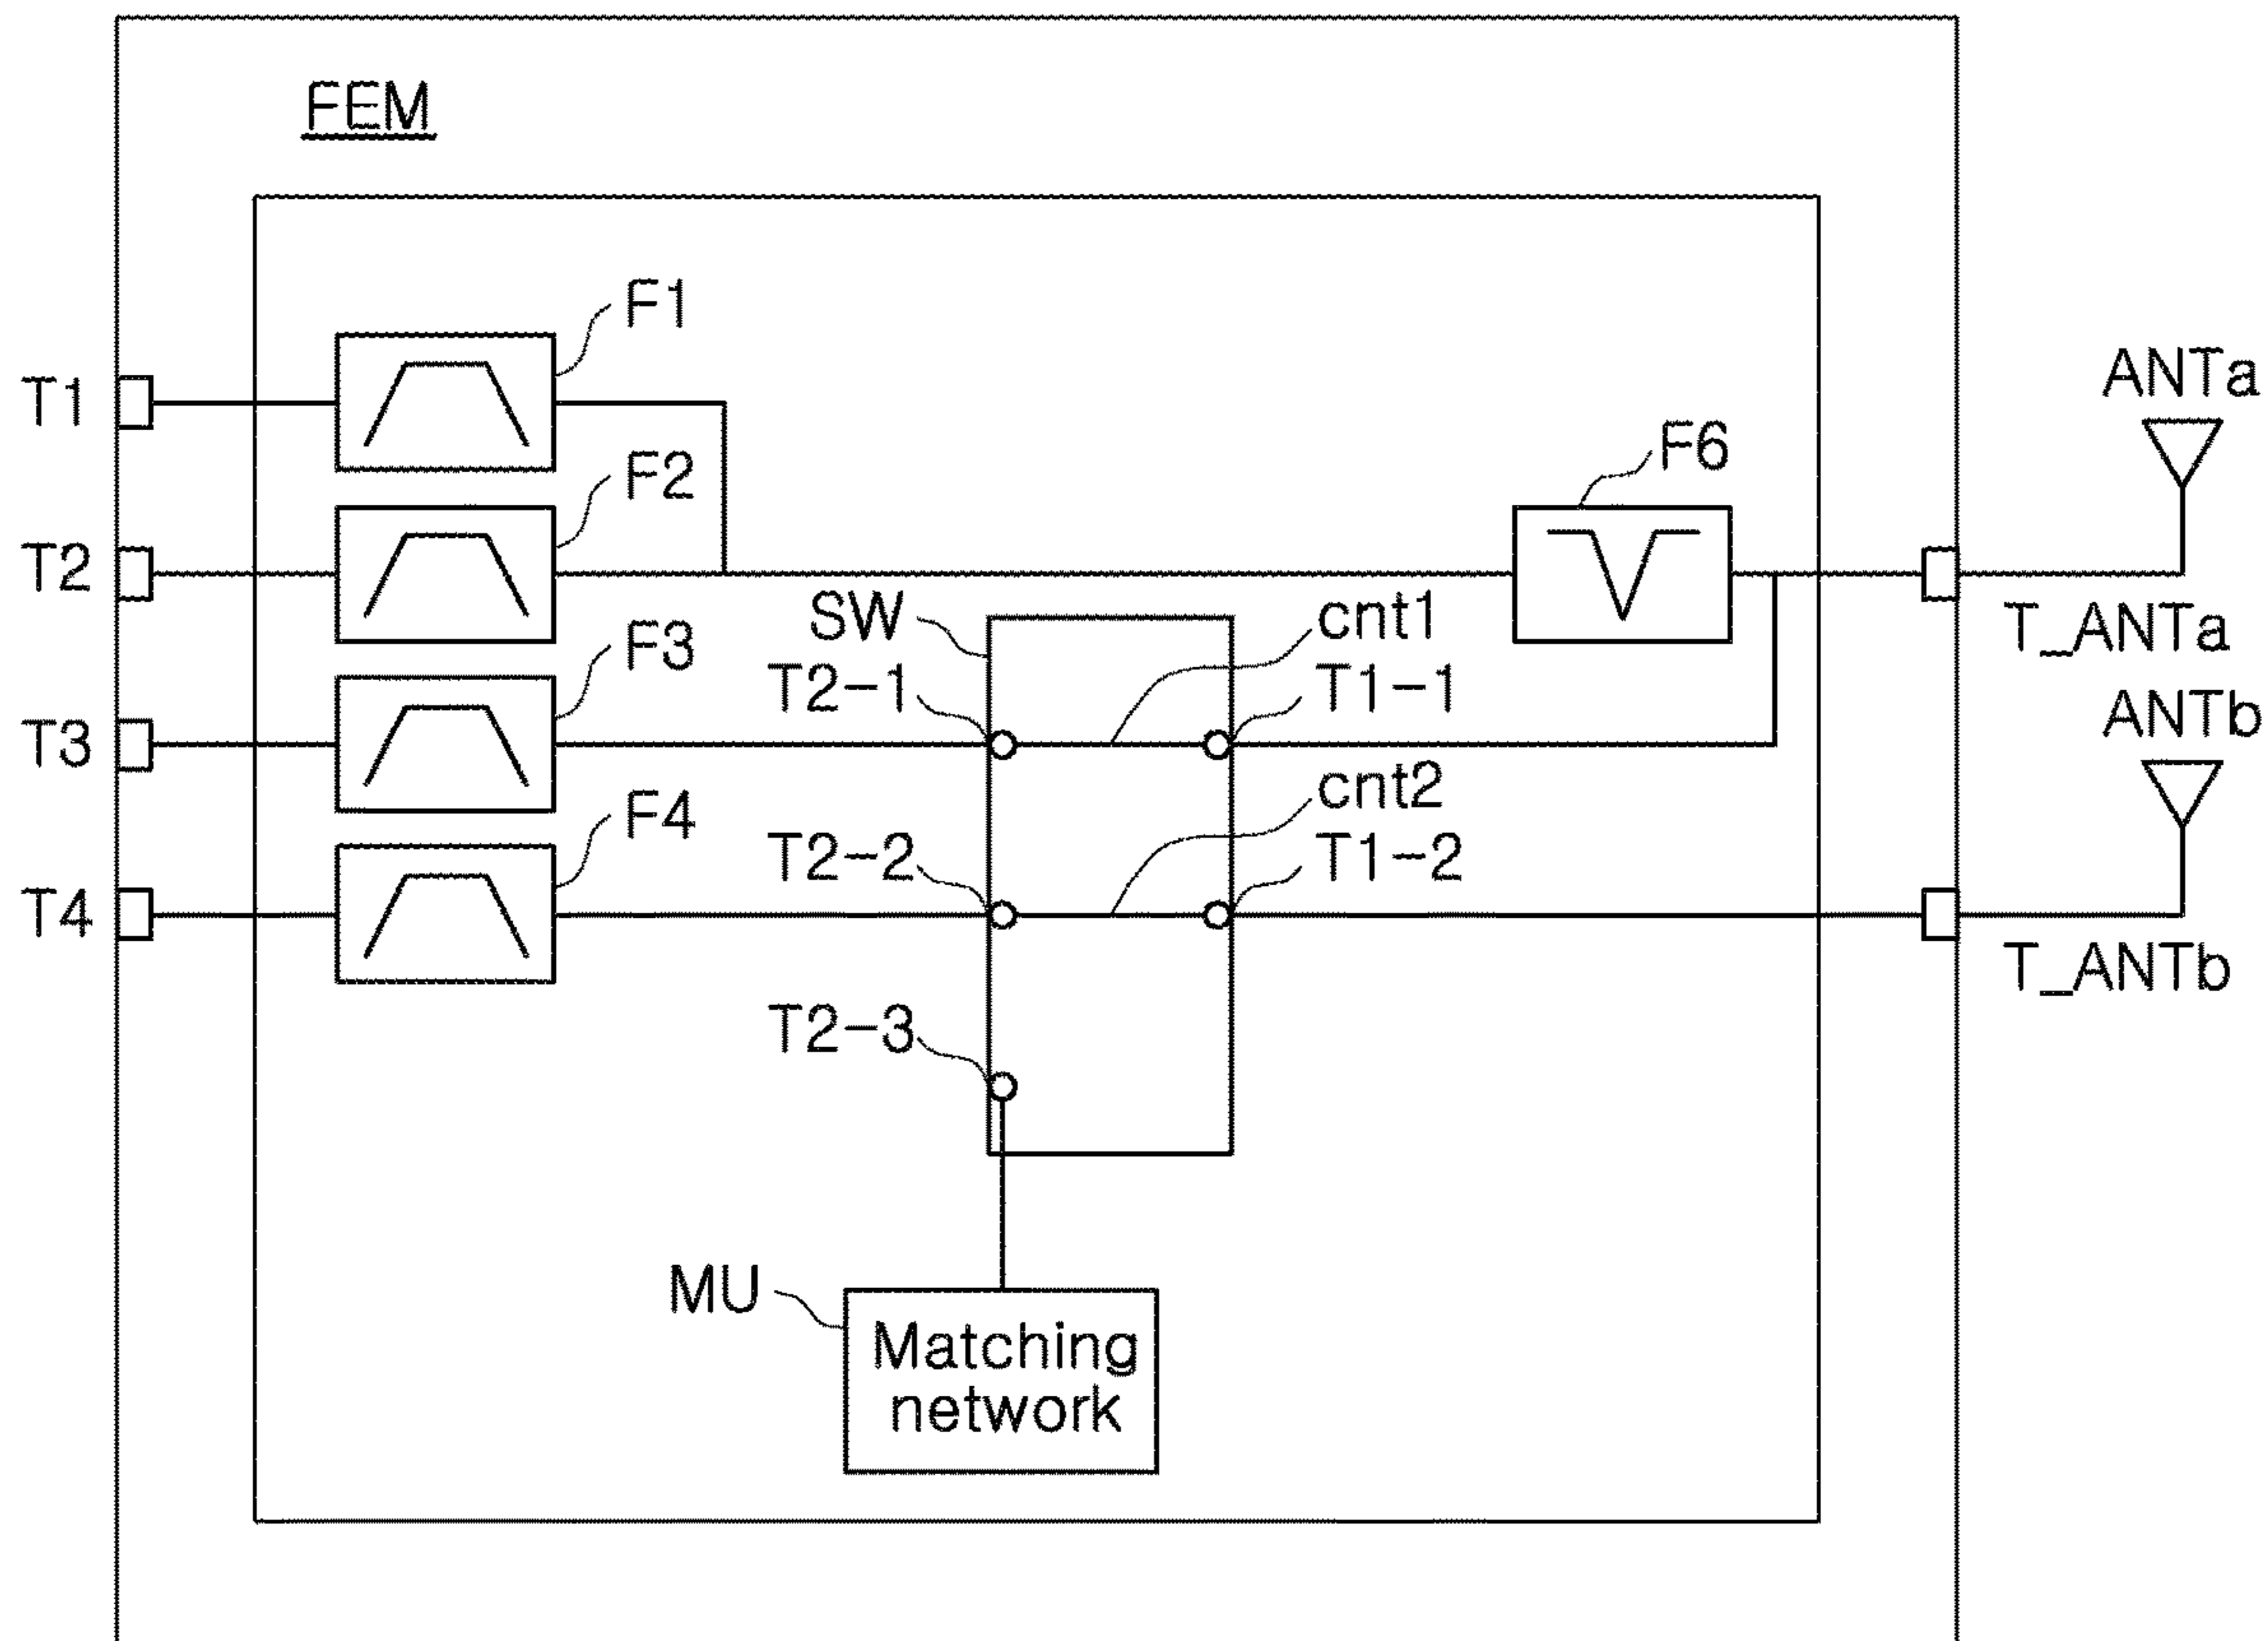 FEM
F1
T1
ANTa
F2
F6
T2
SW
cnt1
T_ANTa
F3
T2-1
T1-1
T3
ANTb
cnt2
F4
T2-2
T1-2
T4
T_ANTb
T2-3
MU
Matching
network